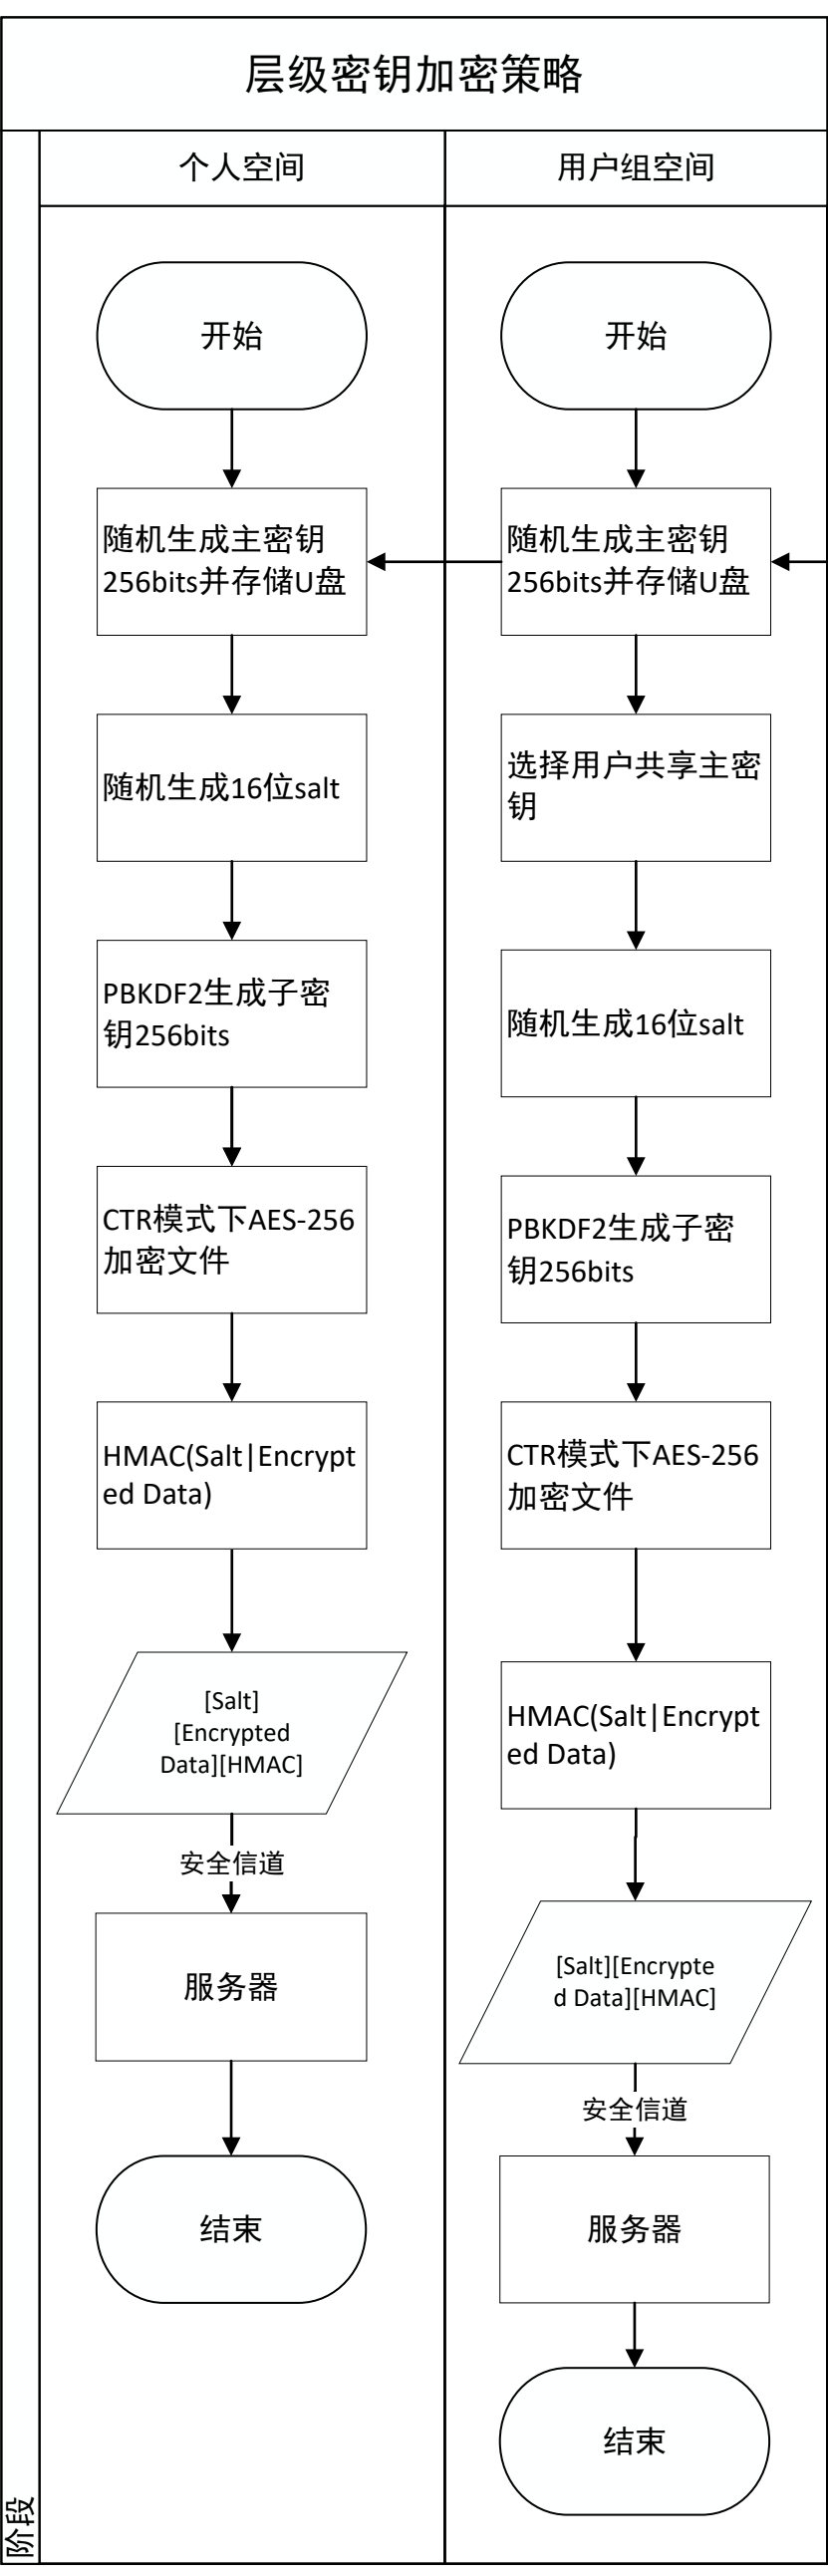 层级密钥加密策略
个人空间
用户组空间
开始
随机生成主密钥
256bits并存储U盘
随机生成16位salt
PBKDF2生成子密
钥256bits
CTR模式下AES-256
加密文件
HMAC(Salt|Encrypt
ed Data)
[Salt]
[Encrypted
Data][HMAC]
安全信道
服务器
结束
开始
随机生成主密钥
256bits并存储U盘
选择用户共享主密
钥
随机生成16位salt
PBKDF2生成子密
钥256bits
CTR模式下AES-256
加密文件
HMAC(Salt|Encrypt
ed Data)
[Salt][Encrypte
d Data][HMAC]
安全信道
服务器
结束
阶段